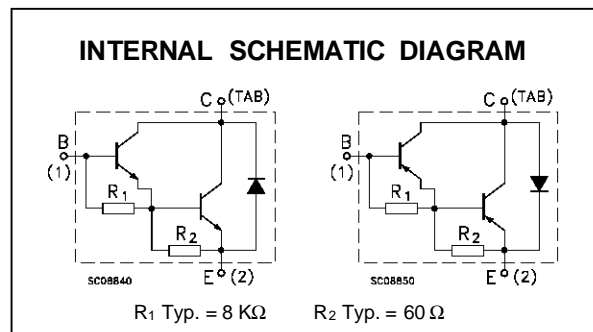 INTERNAL SCHEMATIC DIAGRAM
C (TAB)
B
(1)
R1
R2
E (2)
SC08840
C (TAB)
B
(1)
R1
R2
E (2)
SC08850
R1 Typ. = 8 KΩ R2 Typ. = 60 Ω